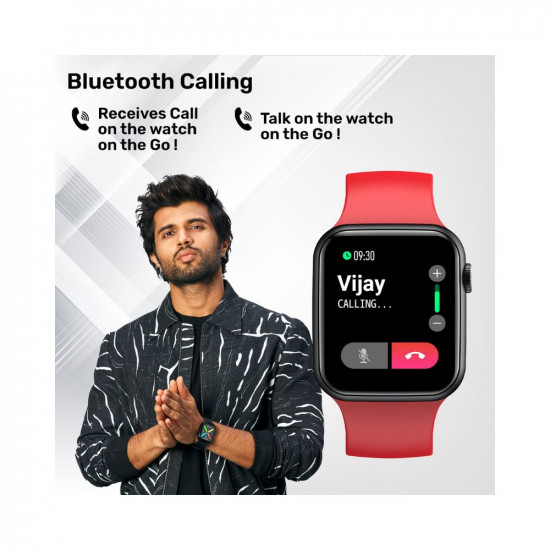 Bluetooth Calling
Receives Call
on the watch
on the Go !
Talk on the watch
on the Go !
09:30
Vijay
CALLING...